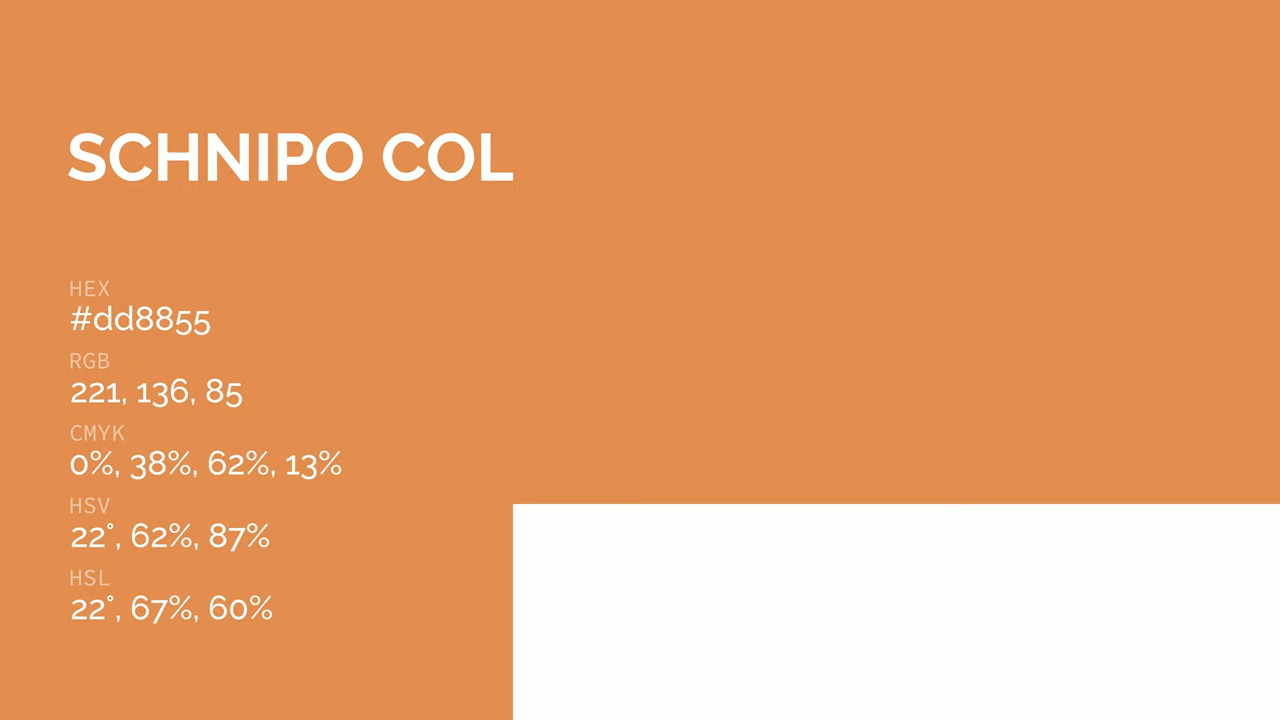 SCHNIPO COL
HEX
#dd8855
RGB
221, 136, 85
CMYK
0%, 38%, 62%, 13%
HSV
22°, 62%, 87%
HSL
22°, 67%, 60%